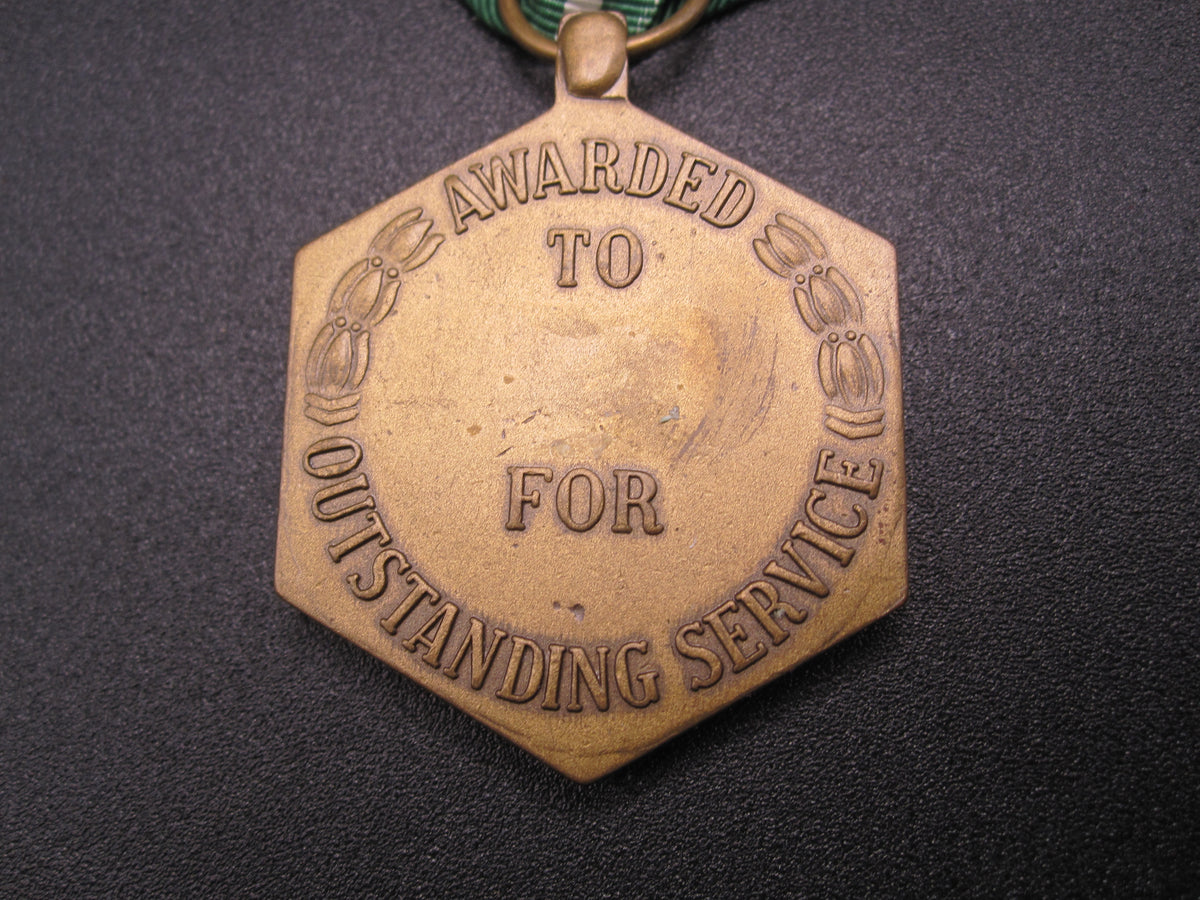 AWARDED
TO
FOR
OUTSTANDING SERVICE